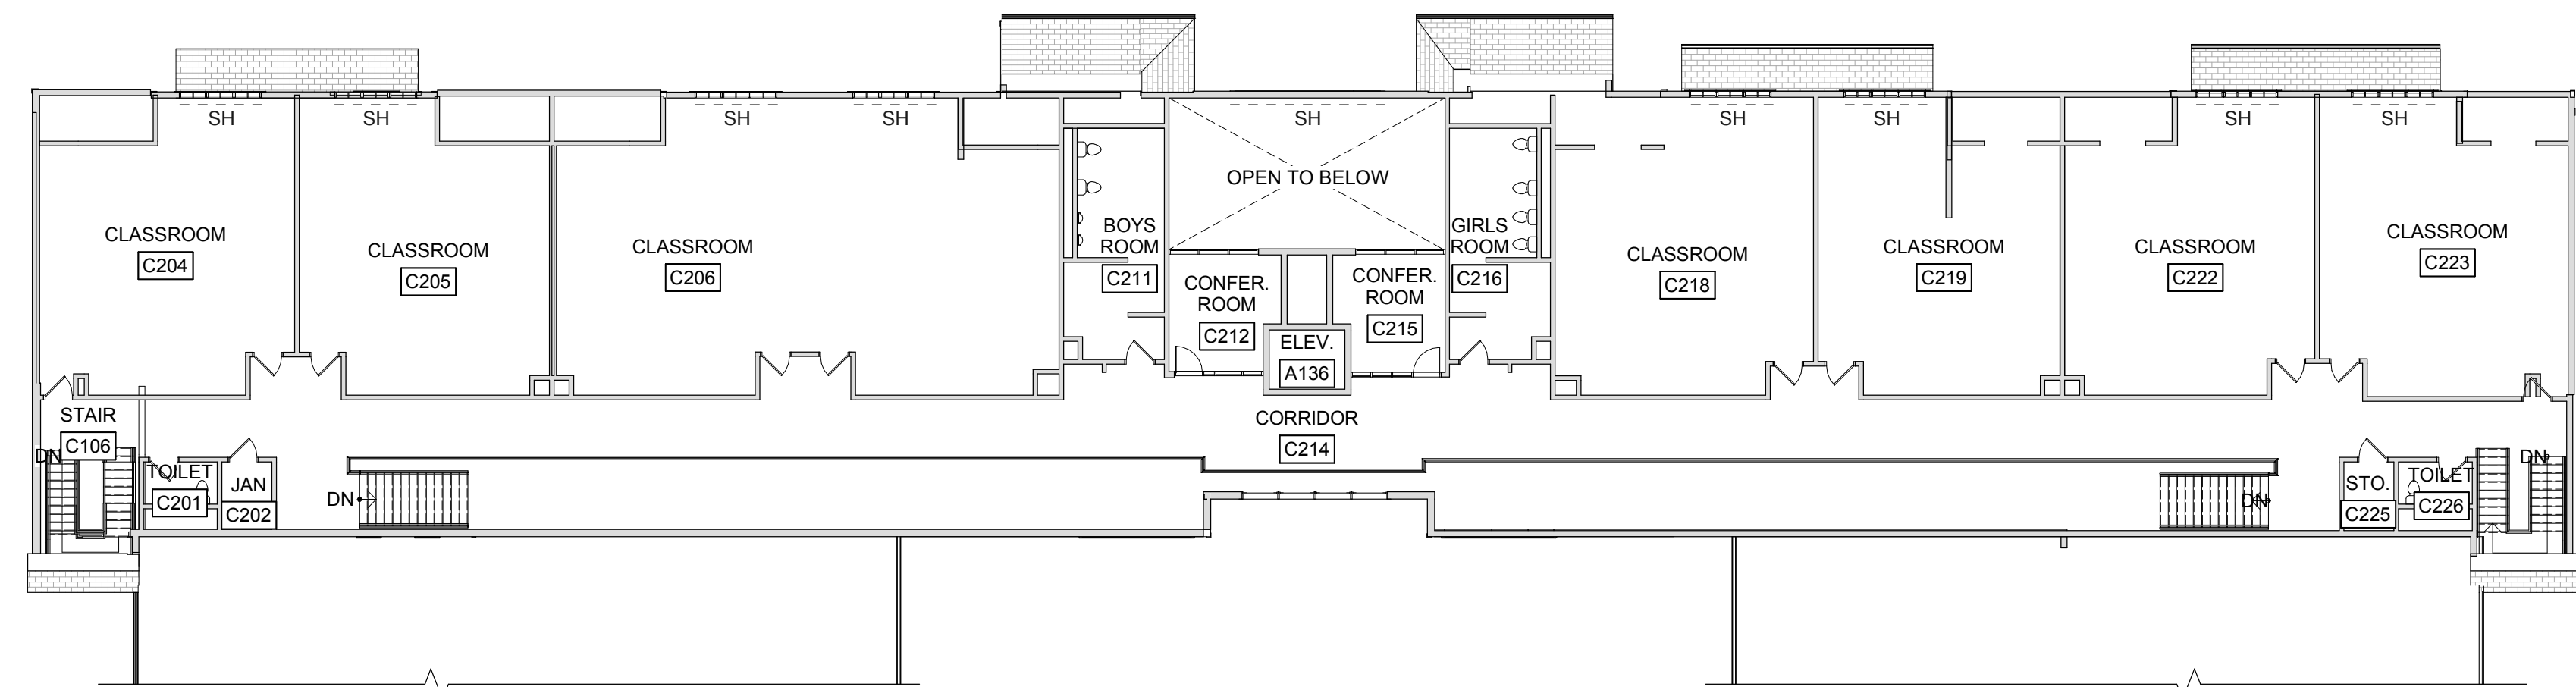 SH
SH
SH
SH
SH
SH
SH
SH
SH
OPEN TO BELOW
CLASSROOM
C204
CLASSROOM
C205
CLASSROOM
C206
BOYS
ROOM
C211
CONFER.
ROOM
C212
ELEV.
A136
CONFER.
ROOM
C215
GIRLS
ROOM
C216
CLASSROOM
C218
CLASSROOM
C219
CLASSROOM
C222
CLASSROOM
C223
STAIR
C106
DN
TOILET
C201
JAN
C202
DN
CORRIDOR
C214
DN
STO.
C225
TOILET
C226
DN